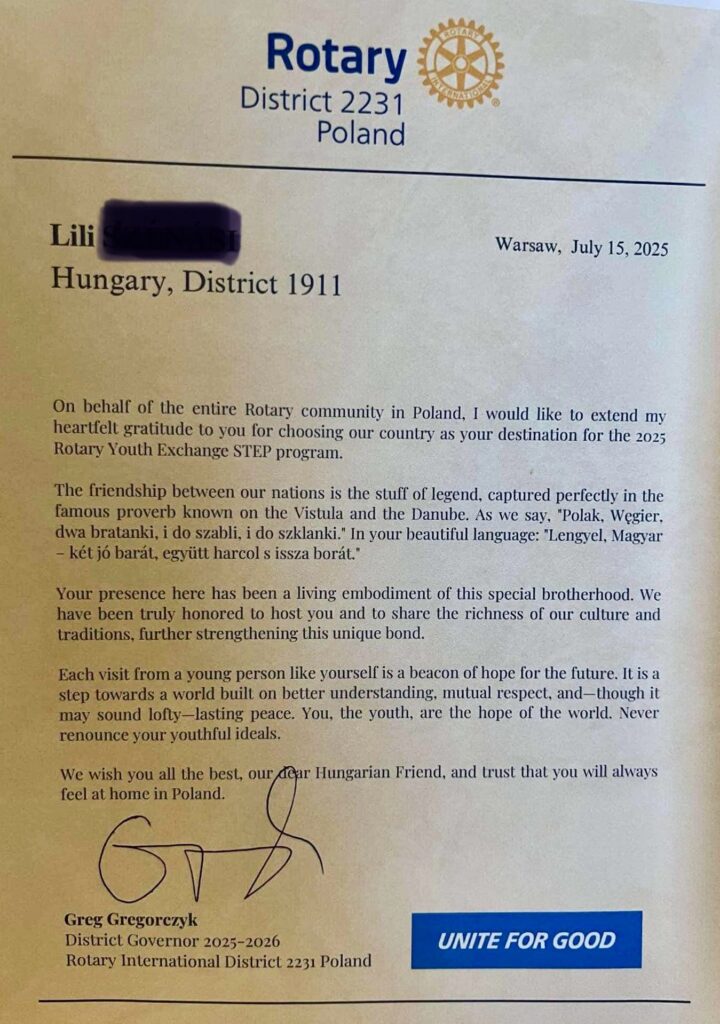 Rotary
District 2231
Poland
ROTARY
INTERNATIONAL
Lili
Warsaw, July 15, 2025
Hungary, District 1911
On behalf of the entire Rotary community in Poland, I would like to extend my
heartfelt gratitude to you for choosing our country as your destination for the 2025
Rotary Youth Exchange STEP program.
The friendship between our nations is the stuff of legend, captured perfectly in the
famous proverb known on the Vistula and the Danube. As we say, "Polak, Węgier,
dwa bratanki, i do szabli, i do szklanki." In your beautiful language: "Lengyel, Magyar
– két jó barát, együtt harcol s issza borát."
Your presence here has been a living embodiment of this special brotherhood. We
have been truly honored to host you and to share the richness of our culture and
traditions, further strengthening this unique bond.
Each visit from a young person like yourself is a beacon of hope for the future. It is a
step towards a world built on better understanding, mutual respect, and—though it
may sound lofty—lasting peace. You, the youth, are the hope of the world. Never
renounce your youthful ideals.
We wish you all the best, our dear Hungarian Friend, and trust that you will always
feel at home in Poland.
Greg Gregorczyk
District Governor 2025-2026
Rotary International District 2231 Poland
UNITE FOR GOOD